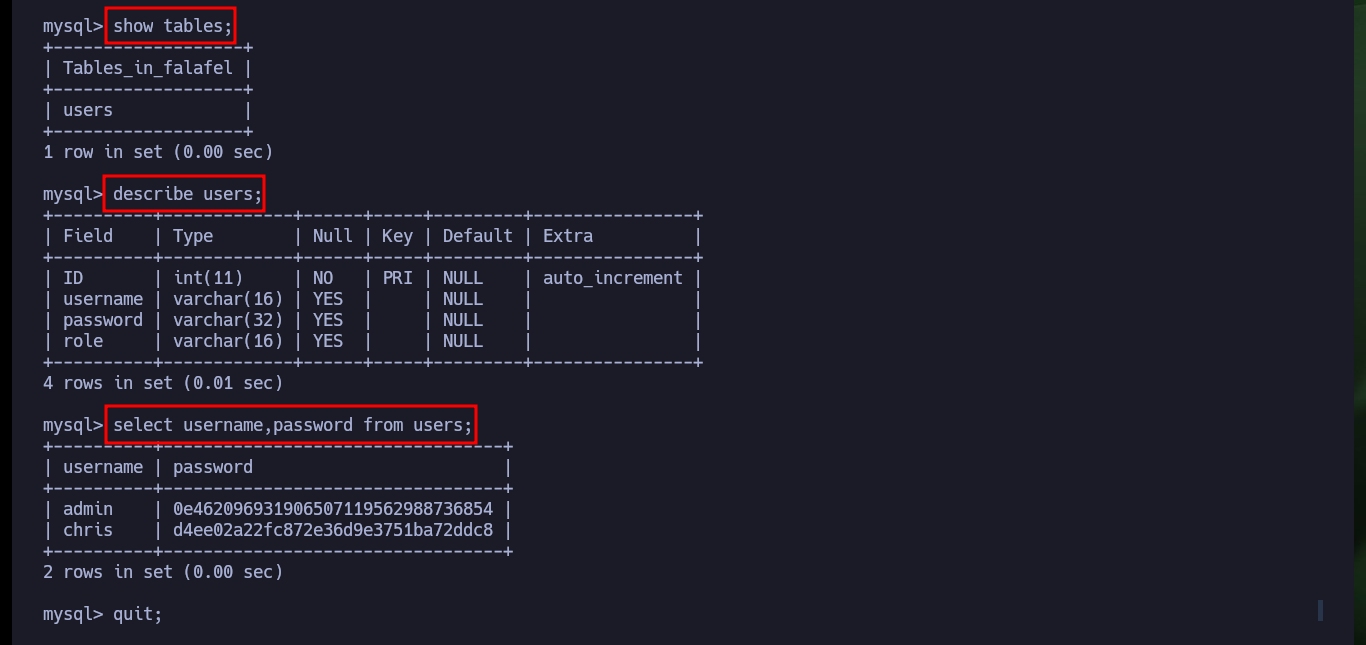 mysql> show tables;
+-------------------+
| Tables_in_falafel |
+-------------------+
| users             |
+-------------------+
1 row in set (0.00 sec)
mysql> describe users;
+----------+-------------+------+-----+---------+----------------+
| Field    | Type        | Null | Key | Default | Extra          |
+----------+-------------+------+-----+---------+----------------+
| ID       | int(11)     | NO   | PRI | NULL    | auto_increment |
| username | varchar(16) | YES  |     | NULL    |                |
| password | varchar(32) | YES  |     | NULL    |                |
| role     | varchar(16) | YES  |     | NULL    |                |
+----------+-------------+------+-----+---------+----------------+
4 rows in set (0.01 sec)
mysql> select username,password from users;
+----------+----------------------------------+
| username | password                         |
+----------+----------------------------------+
| admin    | 0e462096931906507119562988736854 |
| chris    | d4ee02a22fc872e36d9e3751ba72ddc8 |
+----------+----------------------------------+
2 rows in set (0.00 sec)
mysql> quit;